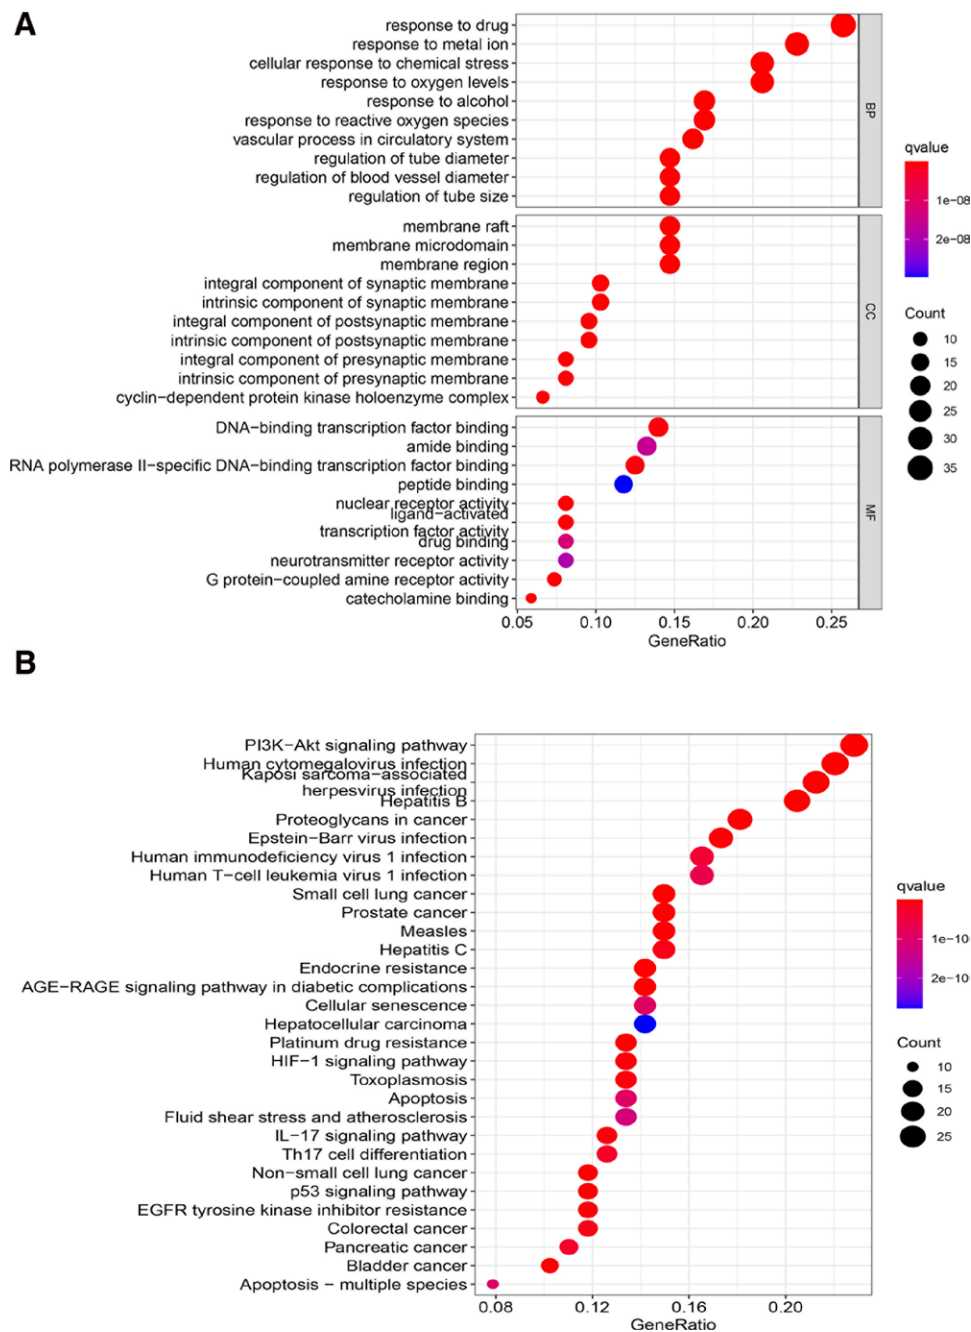 A
response to drug
response to metal ion
cellular response to chemical stress
response to oxygen levels
response to alcohol
response to reactive oxygen species
vascular process in circulatory system
regulation of tube diameter
regulation of blood vessel diameter
regulation of tube size
BP
membrane raft
membrane microdomain
membrane region
integral component of synaptic membrane
intrinsic component of synaptic membrane
integral component of postsynaptic membrane
intrinsic component of postsynaptic membrane
integral component of presynaptic membrane
intrinsic component of presynaptic membrane
cyclin−dependent protein kinase holoenzyme complex
CC
DNA−binding transcription factor binding
amide binding
RNA polymerase II−specific DNA−binding transcription factor binding
peptide binding
nuclear receptor activity
ligand−activated
transcription factor activity
drug binding
neurotransmitter receptor activity
G protein−coupled amine receptor activity
catecholamine binding
MF
0.05 0.10 0.15 0.20 0.25
GeneRatio
qvalue
1e−08
2e−08
Count
10
15
20
25
30
35
B
PI3K−Akt signaling pathway
Human cytomegalovirus infection
Kaposi sarcoma−associated
herpesvirus infection
Hepatitis B
Proteoglycans in cancer
Epstein−Barr virus infection
Human immunodeficiency virus 1 infection
Human T−cell leukemia virus 1 infection
Small cell lung cancer
Prostate cancer
Measles
Hepatitis C
Endocrine resistance
AGE−RAGE signaling pathway in diabetic complications
Cellular senescence
Hepatocellular carcinoma
Platinum drug resistance
HIF−1 signaling pathway
Toxoplasmosis
Apoptosis
Fluid shear stress and atherosclerosis
IL−17 signaling pathway
Th17 cell differentiation
Non−small cell lung cancer
p53 signaling pathway
EGFR tyrosine kinase inhibitor resistance
Colorectal cancer
Pancreatic cancer
Bladder cancer
Apoptosis − multiple species
0.08 0.12 0.16 0.20
GeneRatio
qvalue
1e−10
2e−10
Count
10
15
20
25